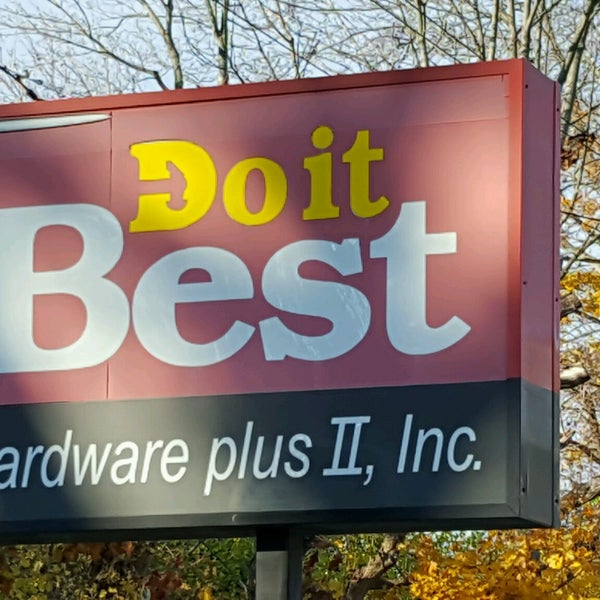 Do it
Best
ardware plus II, Inc.